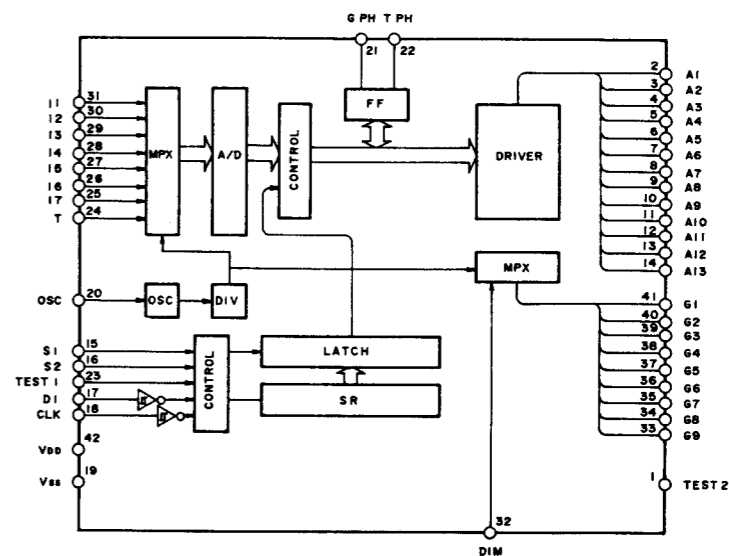 G PH T PH
21 22
I1 31
I2 30
I3 29
I4 28
I5 27
I6 26
I7 25
T 24
MPX
A/D
CONTROL
FF
DRIVER
2 A1
3 A2
4 A3
5 A4
6 A5
7 A6
8 A7
9 A8
10 A9
11 A10
12 A11
13 A12
14 A13
OSC 20
OSC
DIV
MPX
41 G1
40 G2
39 G3
38 G4
37 G5
36 G6
35 G7
34 G8
33 G9
S1 15
S2 16
TEST 1 23
DI 17
CLK 18
CONTROL
LATCH
SR
VDD 42
VSS 19
1 TEST 2
32
DIM